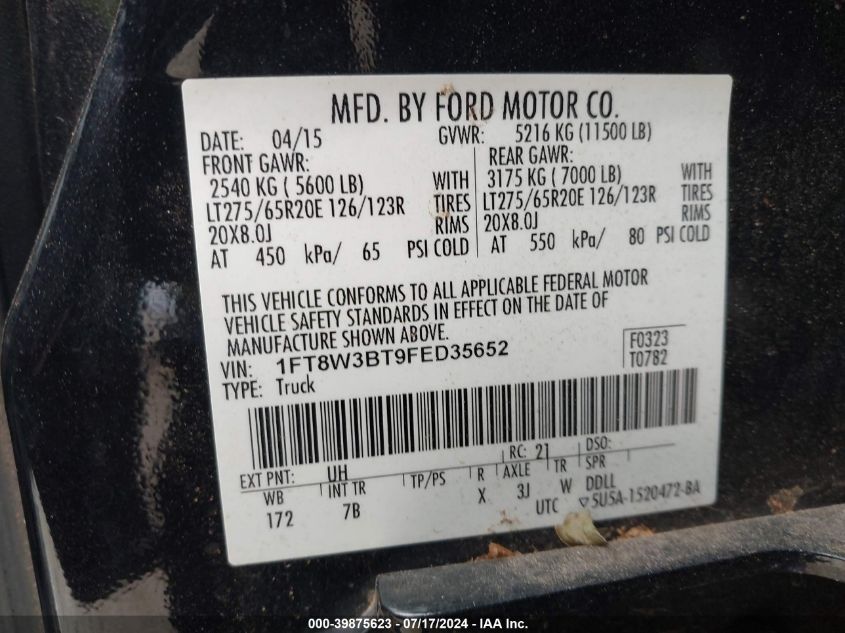 MFD. BY FORD MOTOR CO.
DATE: 04/15 GVWR: 5216 KG (11500 LB)
FRONT GAWR: REAR GAWR:
2540 KG ( 5600 LB) WITH 3175 KG ( 7000 LB) WITH
LT275/65R20E 126/123R TIRES LT275/65R20E 126/123R TIRES
20X8.0J RIMS 20X8.0J RIMS
AT 450 kPa/ 65 PSI COLD AT 550 kPa/ 80 PSI COLD
THIS VEHICLE CONFORMS TO ALL APPLICABLE FEDERAL MOTOR
VEHICLE SAFETY STANDARDS IN EFFECT ON THE DATE OF
MANUFACTURE SHOWN ABOVE.
VIN: 1FT8W3BT9FED35652 F0323
TYPE: Truck T0782
RC: 21 DSO:
EXT PNT: UH
WB INT TR TP/PS R AXLE TR SPR
172 7B X 3J W DDLL
UTC ▽5U5A-1520472-BA
000-39875623 - 07/17/2024 - IAAI.com